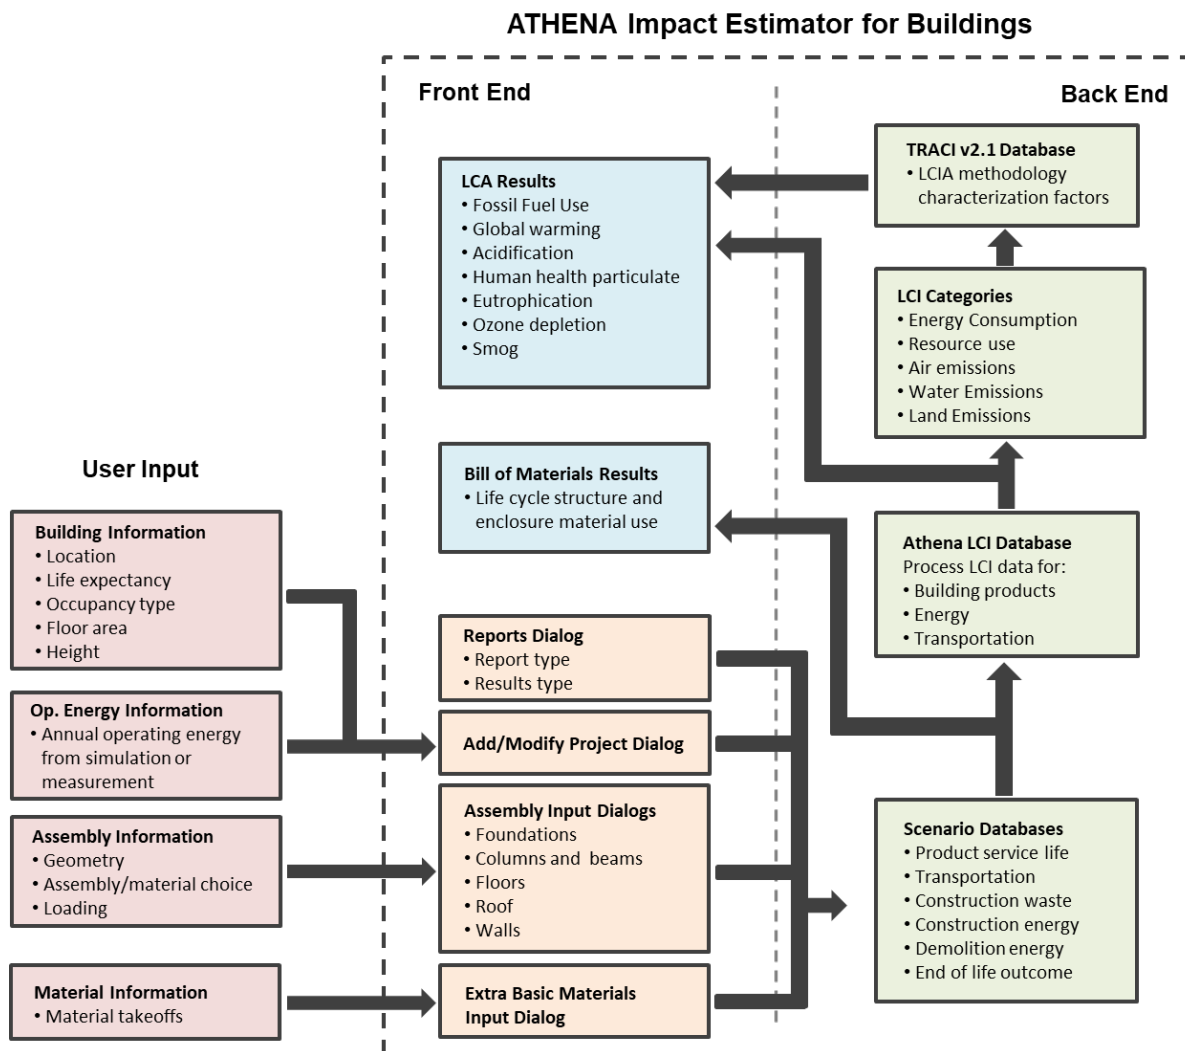 ATHENA Impact Estimator for Buildings
Front End
Back End
TRACI v2.1 Database
• LCIA methodology
characterization factors
LCA Results
• Fossil Fuel Use
• Global warming
• Acidification
• Human health particulate
• Eutrophication
• Ozone depletion
• Smog
LCI Categories
• Energy Consumption
• Resource use
• Air emissions
• Water Emissions
• Land Emissions
User Input
Bill of Materials Results
• Life cycle structure and
enclosure material use
Building Information
• Location
• Life expectancy
• Occupancy type
• Floor area
• Height
Athena LCI Database
Process LCI data for:
• Building products
• Energy
• Transportation
Reports Dialog
• Report type
• Results type
Op. Energy Information
• Annual operating energy
from simulation or
measurement
Add/Modify Project Dialog
Assembly Information
• Geometry
• Assembly/material choice
• Loading
Assembly Input Dialogs
• Foundations
• Columns and beams
• Floors
• Roof
• Walls
Scenario Databases
• Product service life
• Transportation
• Construction waste
• Construction energy
• Demolition energy
• End of life outcome
Material Information
• Material takeoffs
Extra Basic Materials
Input Dialog